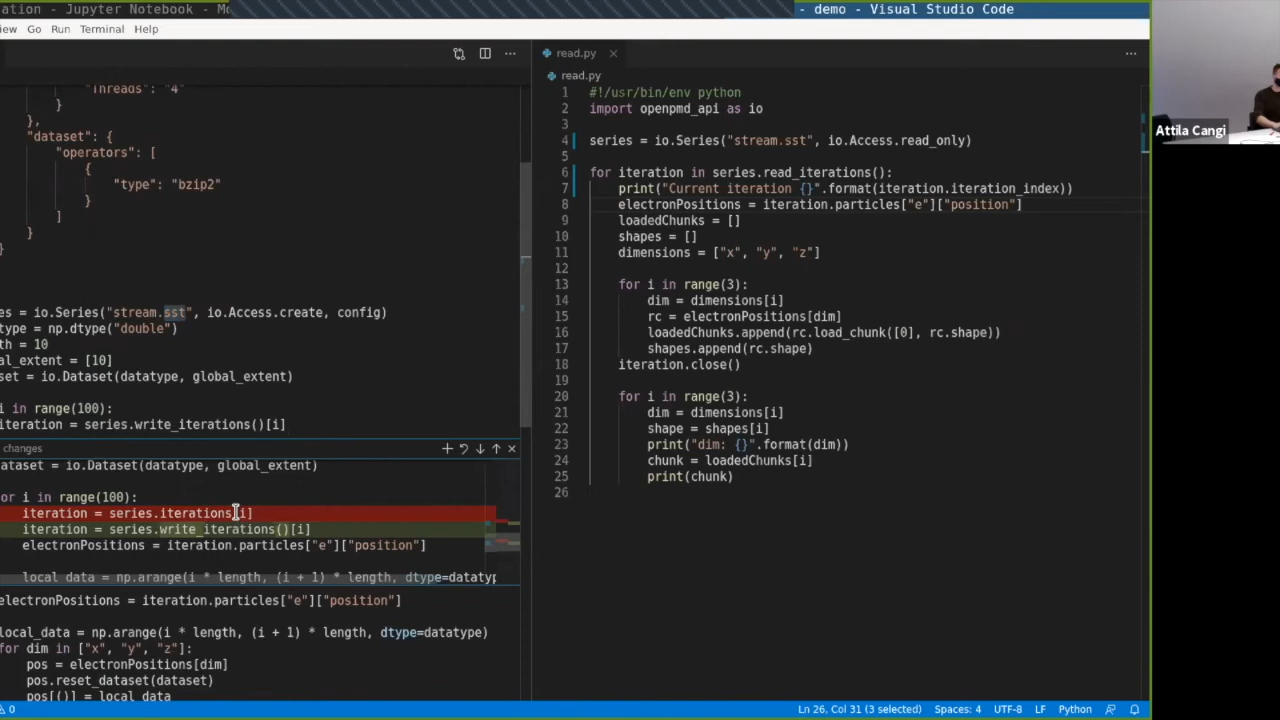 ation - Jupyter Notebook - Mo
- demo - Visual Studio Code
iew Go Run Terminal Help
read.py
read.py
"Threads": "4"
}
},
"dataset": {
"operators": [
{
"type": "bzip2"
}
]
}
}
es = io.Series("stream.sst", io.Access.create, config)
type = np.dtype("double")
th = 10
al_extent = [10]
set = io.Dataset(datatype, global_extent)
i in range(100):
iteration = series.write_iterations()[i]
changes
ataset = io.Dataset(datatype, global_extent)
or i in range(100):
iteration = series.iterations[i]
iteration = series.write_iterations()[i]
electronPositions = iteration.particles["e"]["position"]
local_data = np.arange(i * length, (i + 1) * length, dtype=datatyp
electronPositions = iteration.particles["e"]["position"]
local_data = np.arange(i * length, (i + 1) * length, dtype=datatype)
for dim in ["x", "y", "z"]:
pos = electronPositions[dim]
pos.reset_dataset(dataset)
pos[()] = local_data
1 #!/usr/bin/env python
2 import openpmd_api as io
3
4 series = io.Series("stream.sst", io.Access.read_only)
5
6 for iteration in series.read_iterations():
7 print("Current iteration {}".format(iteration.iteration_index))
8 electronPositions = iteration.particles["e"]["position"]
9 loadedChunks = []
10 shapes = []
11 dimensions = ["x", "y", "z"]
12
13 for i in range(3):
14 dim = dimensions[i]
15 rc = electronPositions[dim]
16 loadedChunks.append(rc.load_chunk([0], rc.shape))
17 shapes.append(rc.shape)
18 iteration.close()
19
20 for i in range(3):
21 dim = dimensions[i]
22 shape = shapes[i]
23 print("dim: {}".format(dim))
24 chunk = loadedChunks[i]
25 print(chunk)
26
0
Ln 26, Col 31 (3 selected) Spaces: 4 UTF-8 LF Python
Attila Cangi